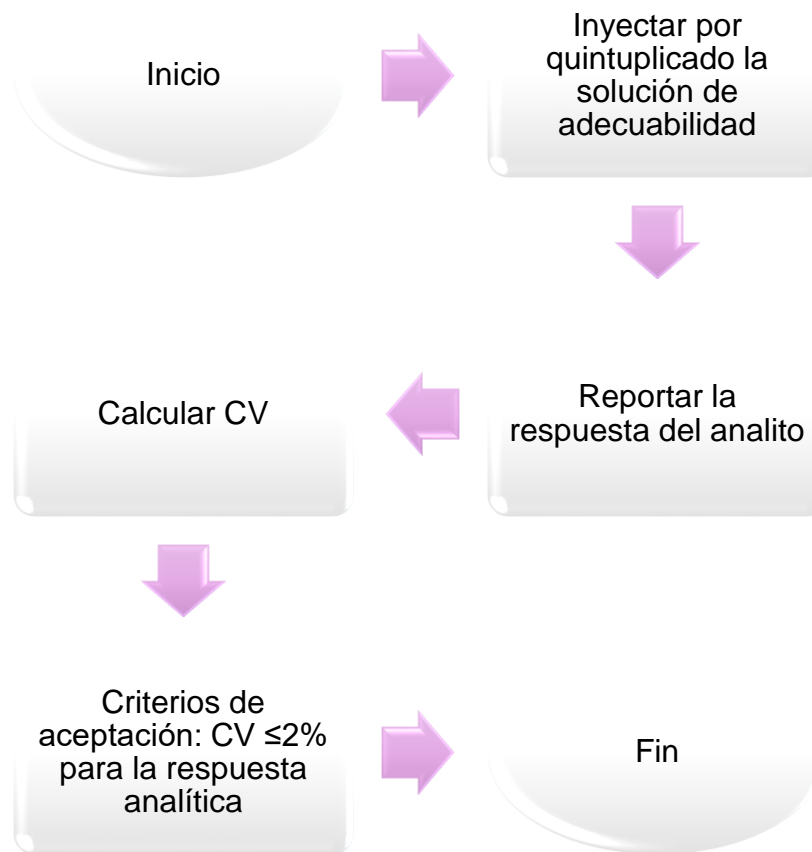 Inicio
Inyectar por
quintuplicado la
solución de
adecuabilidad
Reportar la
respuesta del analito
Calcular CV
Criterios de
aceptación: CV ≤2%
para la respuesta
analítica
Fin